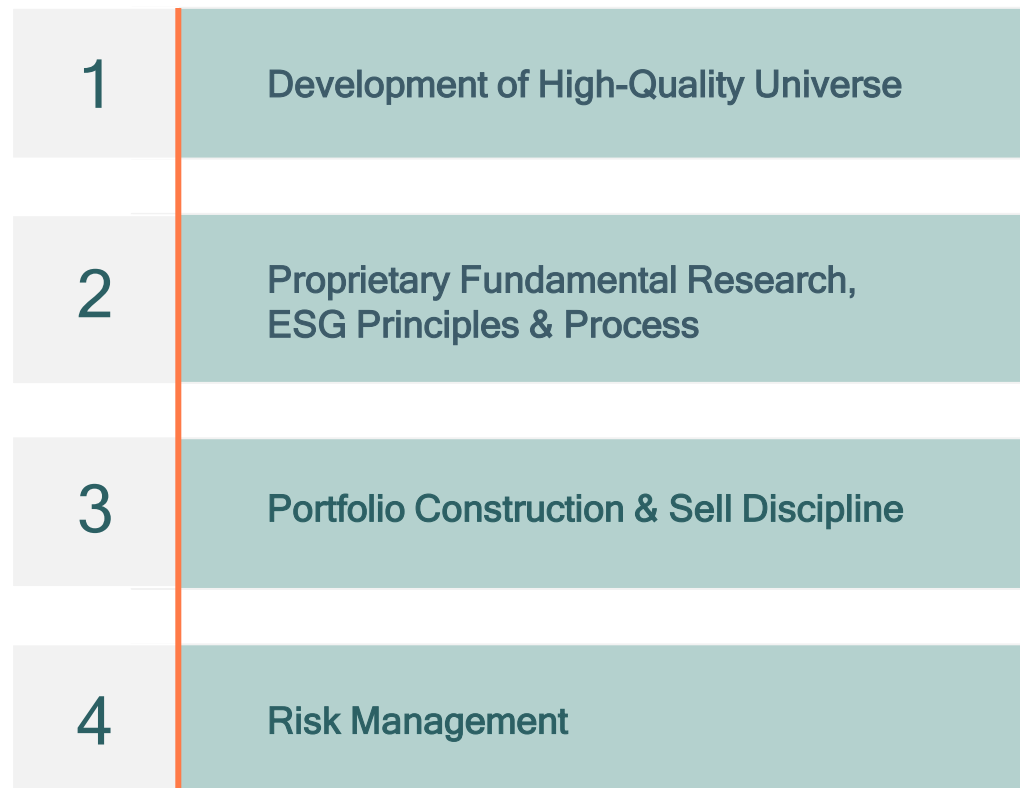 1
Development of High-Quality Universe
2
Proprietary Fundamental Research,
ESG Principles & Process
3
Portfolio Construction & Sell Discipline
4
Risk Management